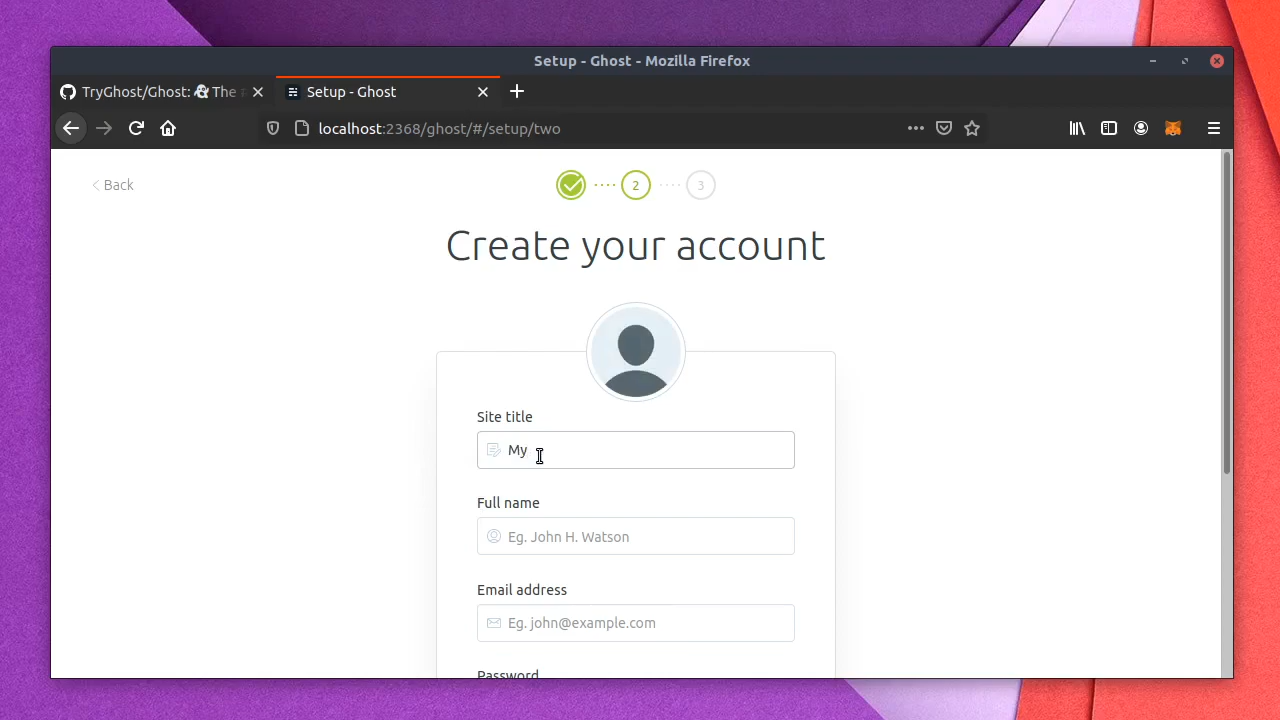 Setup - Ghost - Mozilla Firefox
TryGhost/Ghost: The
Setup - Ghost
localhost:2368/ghost/#/setup/two
Back
2
3
Create your account
Site title
My
Full name
Eg. John H. Watson
Email address
Eg. john@example.com
Password